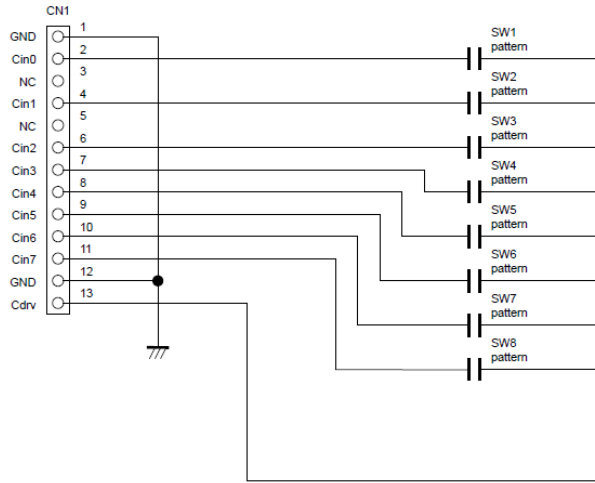 CN1
GND 1
Cin0 2
NC 3
Cin1 4
NC 5
Cin2 6
Cin3 7
Cin4 8
Cin5 9
Cin6 10
Cin7 11
GND 12
Cdrv 13
SW1
pattern
SW2
pattern
SW3
pattern
SW4
pattern
SW5
pattern
SW6
pattern
SW7
pattern
SW8
pattern